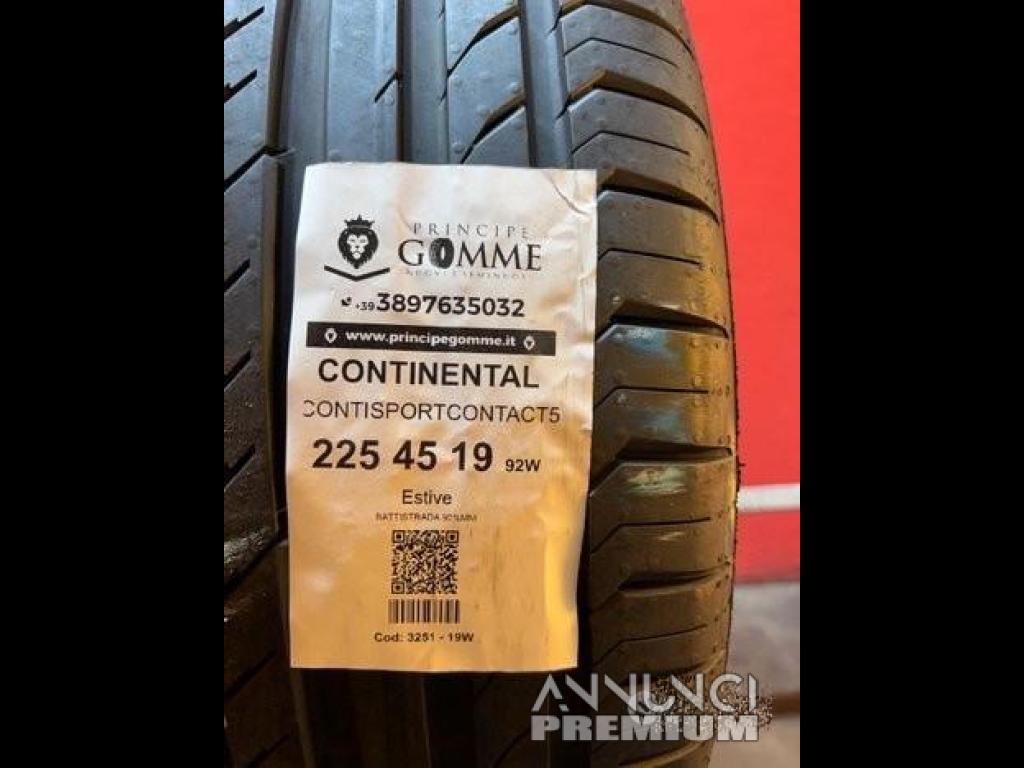 PRINCIPE
GOMME
+39 3897635032
www.principegomme.it
CONTINENTAL
CONTISPORTCONTACT5
225 45 19 92W
Estive
BATTISTRADA
Cod: 3251 - 19W
ANNUNCI
PREMIUM